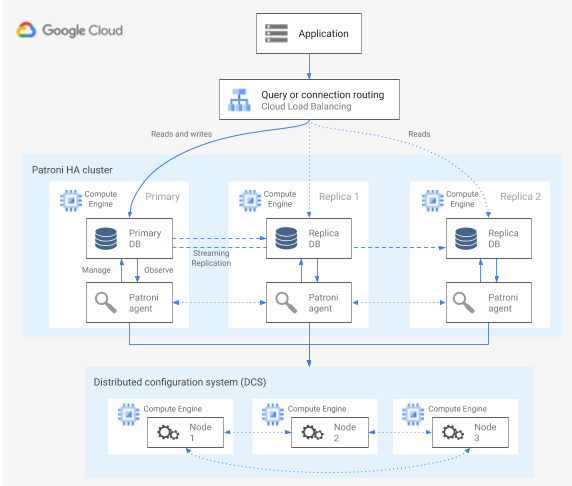 Google Cloud
Application
Query or connection routing
Cloud Load Balancing
Reads and writes
Reads
Patroni HA cluster
Compute
Engine
Primary
Compute
Engine
Replica 1
Compute
Engine
Replica 2
Primary
DB
Replica
DB
Replica
DB
Streaming
Replication
Manage
Observe
Patroni
agent
Patroni
agent
Patroni
agent
Distributed configuration system (DCS)
Compute Engine
Compute Engine
Compute Engine
Node
1
Node
2
Node
3